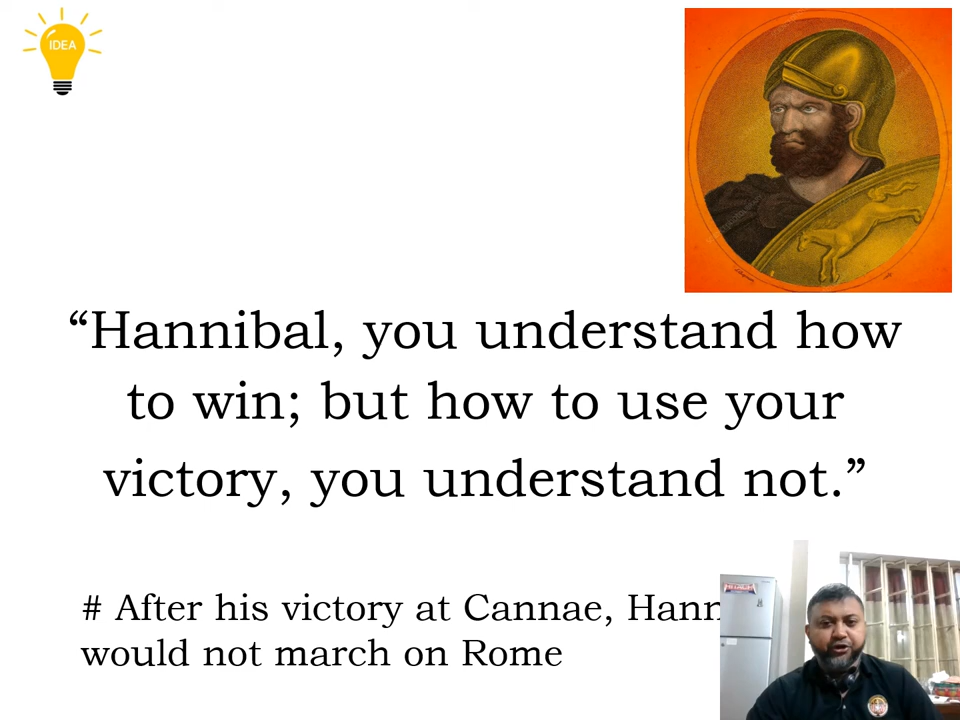 IDEA
“Hannibal, you understand how
to win; but how to use your
victory, you understand not.”
# After his victory at Cannae,
would not march on Rome